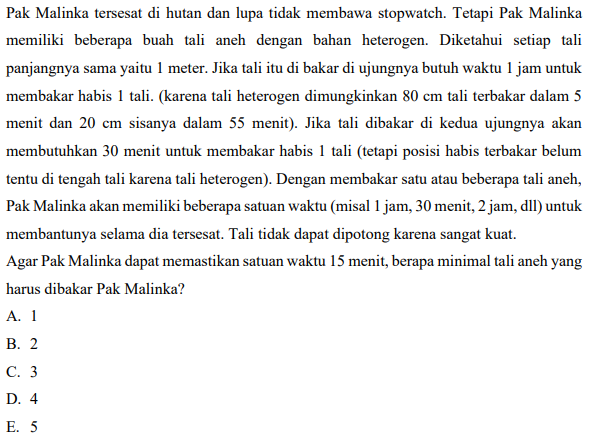 Pak Malinka tersesat di hutan dan lupa tidak membawa stopwatch. Tetapi Pak Malinka
memiliki beberapa buah tali aneh dengan bahan heterogen. Diketahui setiap tali
panjangnya sama yaitu 1 meter. Jika tali itu di bakar di ujungnya butuh waktu 1 jam untuk
membakar habis 1 tali. (karena tali heterogen dimungkinkan 80 cm tali terbakar dalam 5
menit dan 20 cm sisanya dalam 55 menit). Jika tali dibakar di kedua ujungnya akan
membutuhkan 30 menit untuk membakar habis 1 tali (tetapi posisi habis terbakar belum
tentu di tengah tali karena tali heterogen). Dengan membakar satu atau beberapa tali aneh,
Pak Malinka akan memiliki beberapa satuan waktu (misal 1 jam, 30 menit, 2 jam, dll) untuk
membantunya selama dia tersesat. Tali tidak dapat dipotong karena sangat kuat.
Agar Pak Malinka dapat memastikan satuan waktu 15 menit, berapa minimal tali aneh yang
harus dibakar Pak Malinka?
A. 1
B. 2
C. 3
D. 4
E. 5